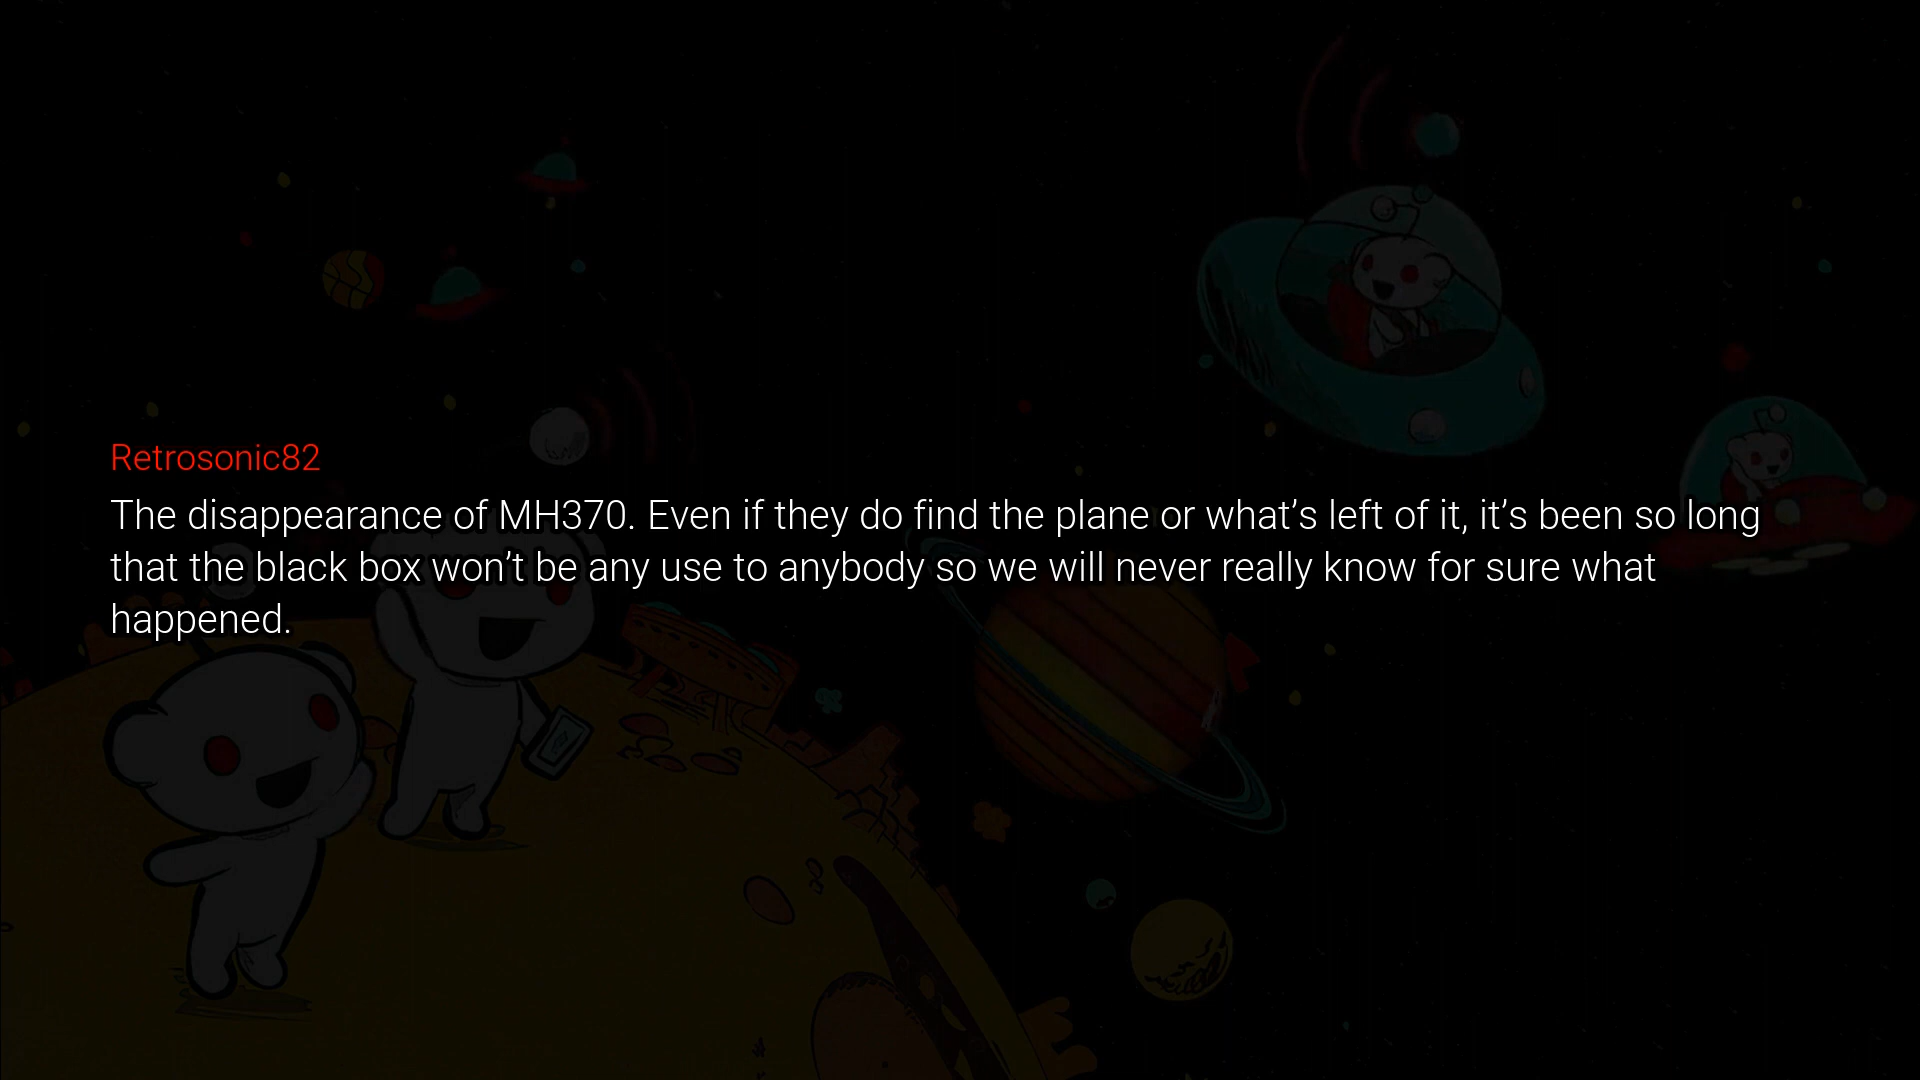 Retrosonic82
The disappearance of MH370. Even if they do find the plane or what’s left of it, it’s been so long
that the black box won’t be any use to anybody so we will never really know for sure what
happened.